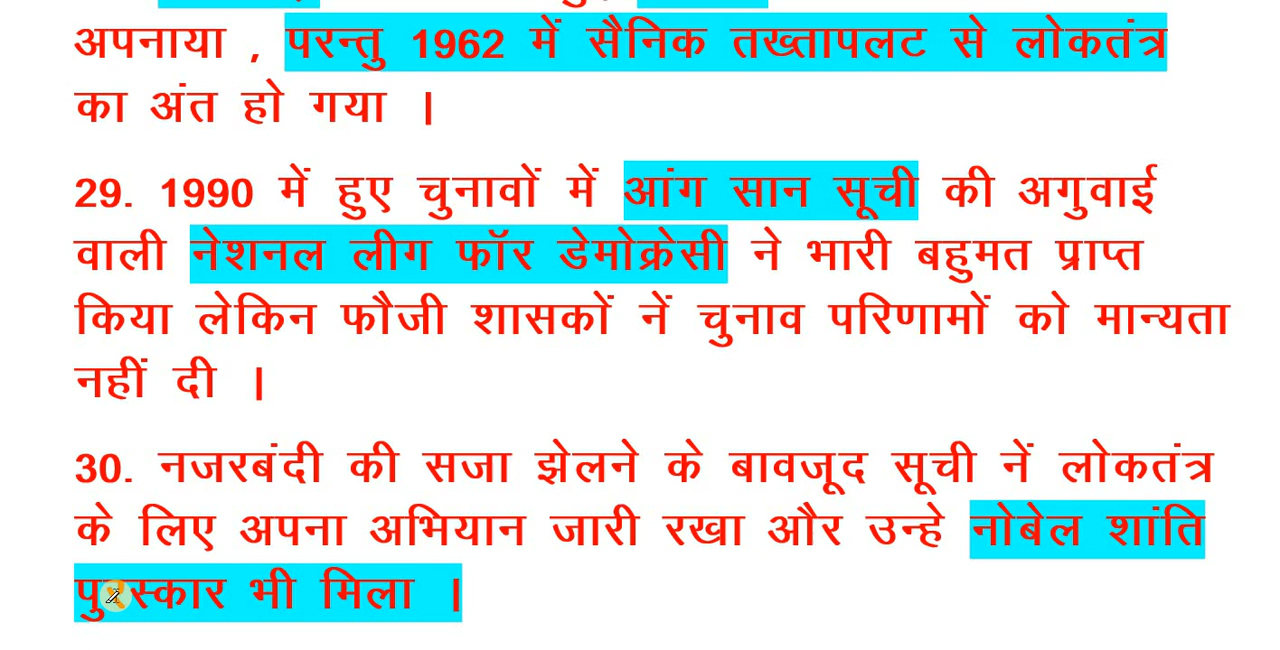 अपनाया , परन्तु 1962 में सैनिक तख्तापलट से लोकतंत्र
का अंत हो गया ।
29. 1990 में हुए चुनावों में आंग सान सूची की अगुवाई
वाली नेशनल लीग फॉर डेमोक्रेसी ने भारी बहुमत प्राप्त
किया लेकिन फौजी शासकों नें चुनाव परिणामों को मान्यता
नहीं दी ।
30. नजरबंदी की सजा झेलने के बावजूद सूची नें लोकतंत्र
के लिए अपना अभियान जारी रखा और उन्हे नोबेल शांति
पुरस्कार भी मिला ।